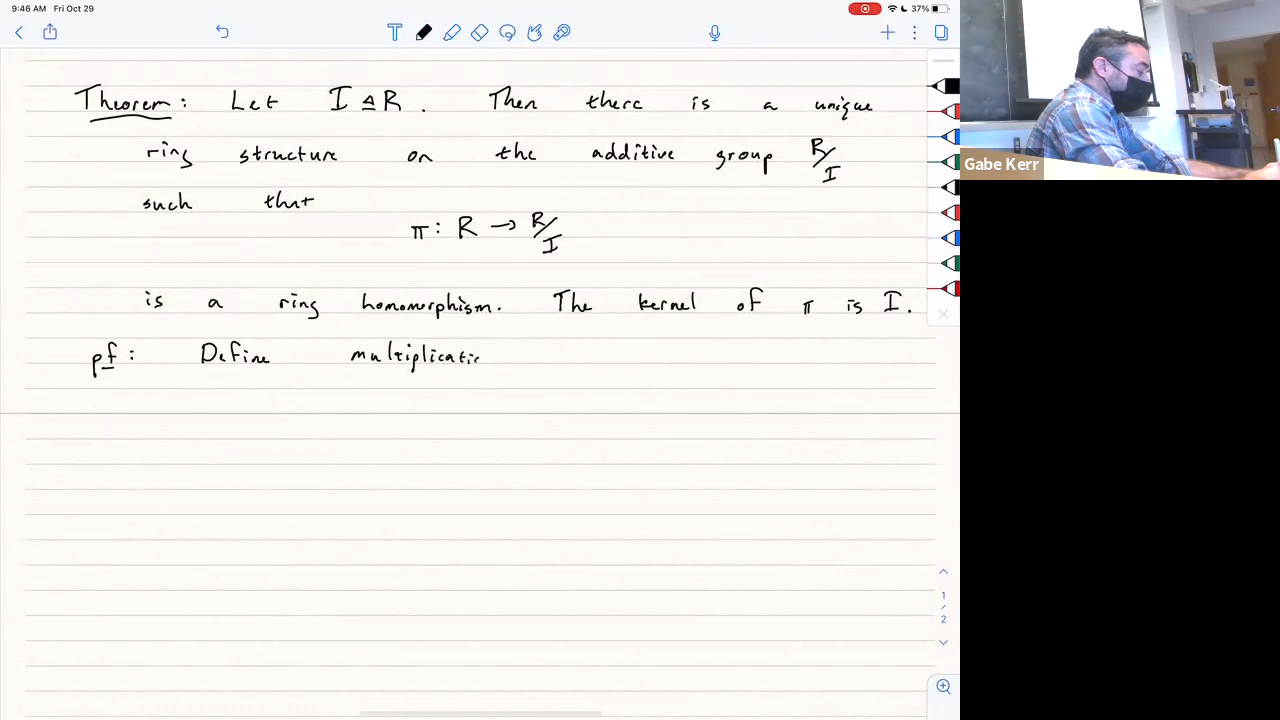 9:46 AM Fri Oct 29
37%
Theorem: Let I ⊴ R. Then there is a unique
ring structure on the additive group R/I
such that
π: R → R/I
is a ring homomorphism. The kernel of π is I.
pf: Define multiplicatio
Gabe Kerr
1
/
2